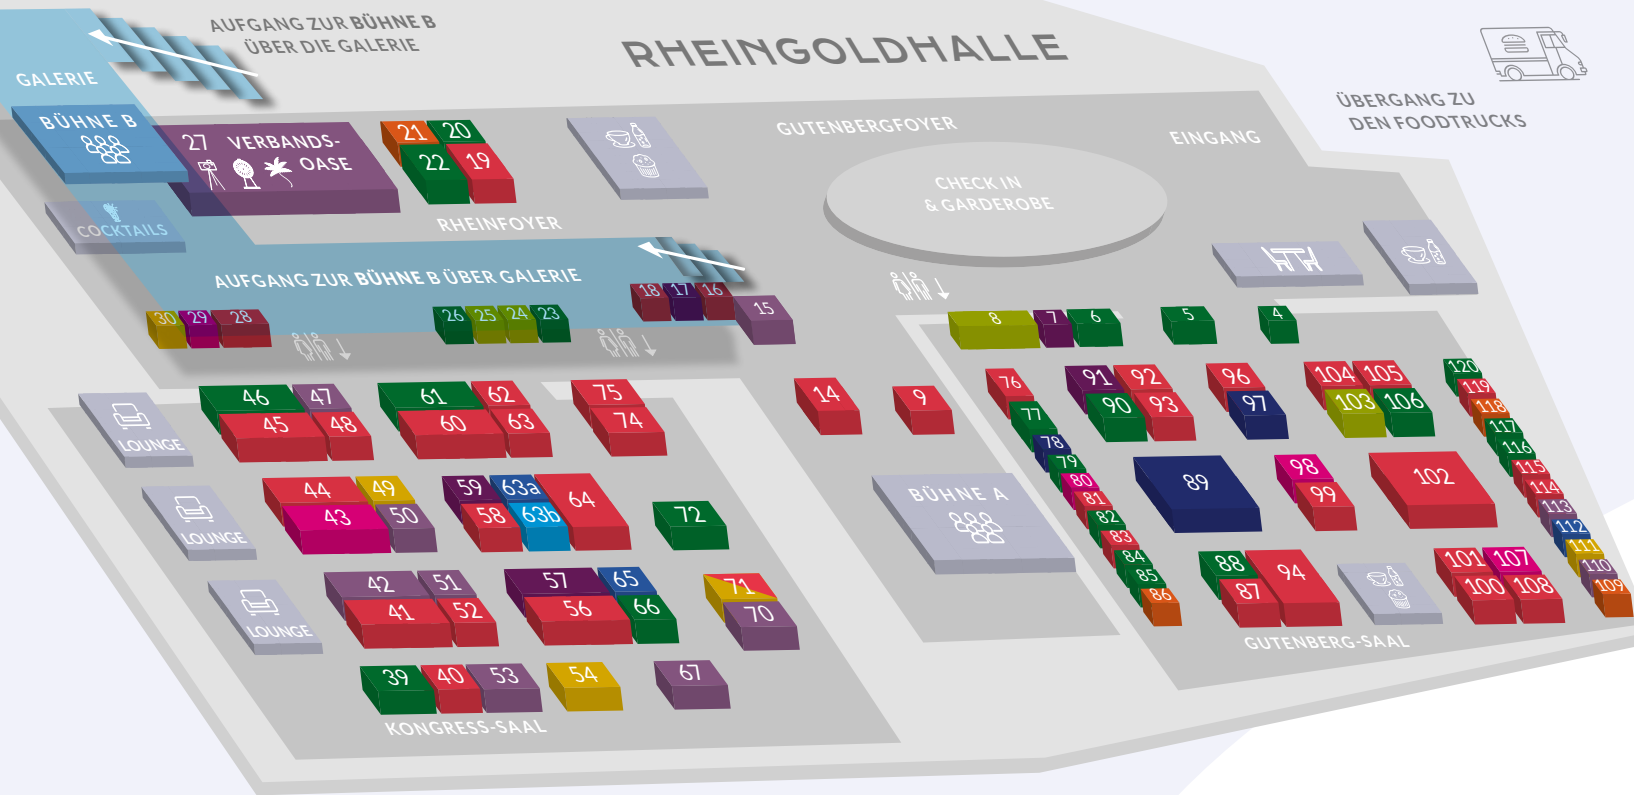 AUFGANG ZUR BÜHNE B
ÜBER DIE GALERIE
RHEINGOLDHALLE
GALERIE
ÜBERGANG ZU
DEN FOODTRUCKS
BÜHNE B
27 VERBANDS-
OASE
21 20
22 19
GUTENBERGFOYER
EINGANG
CHECK IN
& GARDEROBE
COCKTAILS
RHEINFOYER
AUFGANG ZUR BÜHNE B ÜBER GALERIE
18 17 16 15
30 29 28
26 25 24 23
8 7 6 5 4
46 47
45 48
61 62
60 63
75
74
14 9
LOUNGE
44 49
43 50
59 63a 64
58 63b
72
LOUNGE
42 51
41 52
57 65
56 66
71
70
LOUNGE
39 40 53 54 67
KONGRESS-SAAL
BÜHNE A
76
77
78
79
80
81
82
83
84
85
86
91 92
90 93
96
97
104 105
103 106
89
98
99
102
88 94
87
101 107
100 108
120
119
118
117
116
115
114
113
112
111
110
109
GUTENBERG-SAAL